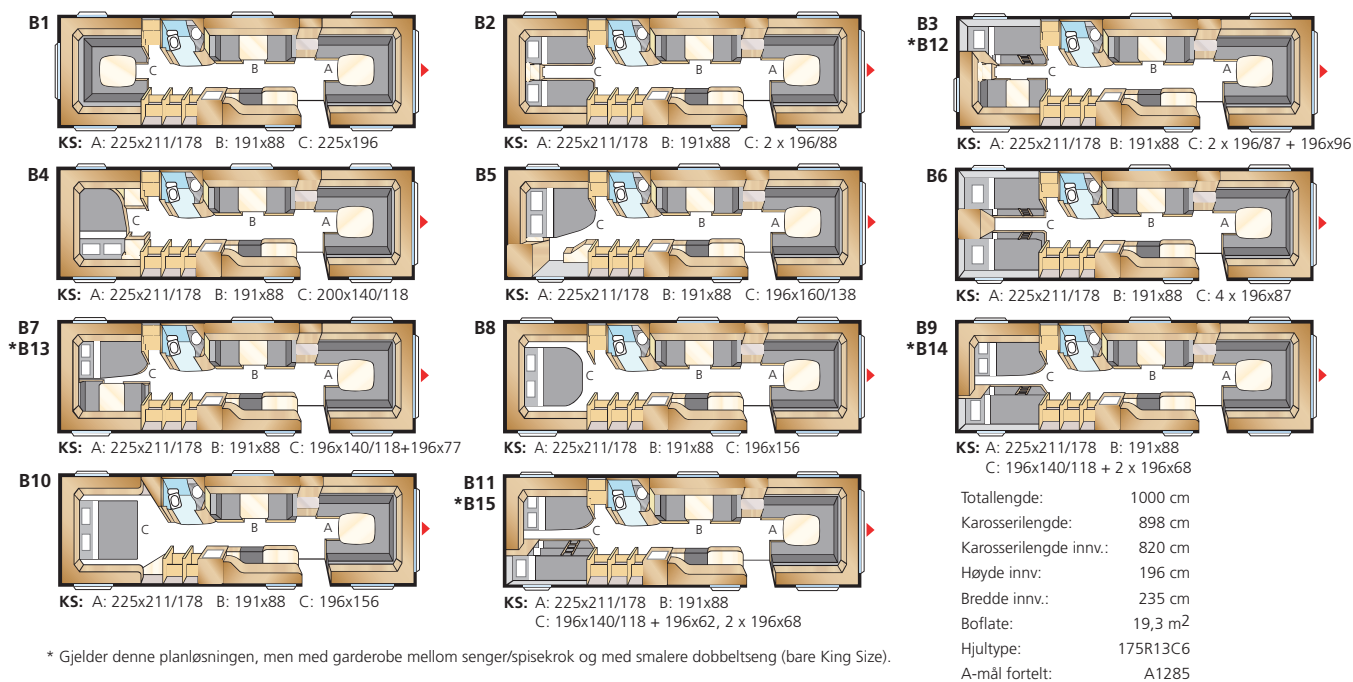 B1
C
B
A
KS: A: 225x211/178 B: 191x88 C: 225x196
B2
C
B
A
KS: A: 225x211/178 B: 191x88 C: 2 x 196/88
B3
*B12
C
B
A
KS: A: 225x211/178 B: 191x88 C: 2 x 196/87 + 196x96
B4
C
B
A
KS: A: 225x211/178 B: 191x88 C: 200x140/118
B5
C
B
A
KS: A: 225x211/178 B: 191x88 C: 196x160/138
B6
C
B
A
KS: A: 225x211/178 B: 191x88 C: 4 x 196x87
B7
*B13
C
B
A
KS: A: 225x211/178 B: 191x88 C: 196x140/118+196x77
B8
C
B
A
KS: A: 225x211/178 B: 191x88 C: 196x156
B9
*B14
C
B
A
KS: A: 225x211/178 B: 191x88
C: 196x140/118 + 2 x 196x68
B10
C
B
A
KS: A: 225x211/178 B: 191x88 C: 196x156
B11
*B15
C
B
A
KS: A: 225x211/178 B: 191x88
C: 196x140/118 + 196x62, 2 x 196x68
Totallengde: 1000 cm
Karosserilengde: 898 cm
Karosserilengde innv.: 820 cm
Høyde innv: 196 cm
Bredde innv.: 235 cm
Boflate: 19,3 m2
Hjultype: 175R13C6
A-mål fortelt: A1285
* Gjelder denne planløsningen, men med garderobe mellom senger/spisekrok og med smalere dobbeltseng (bare King Size).